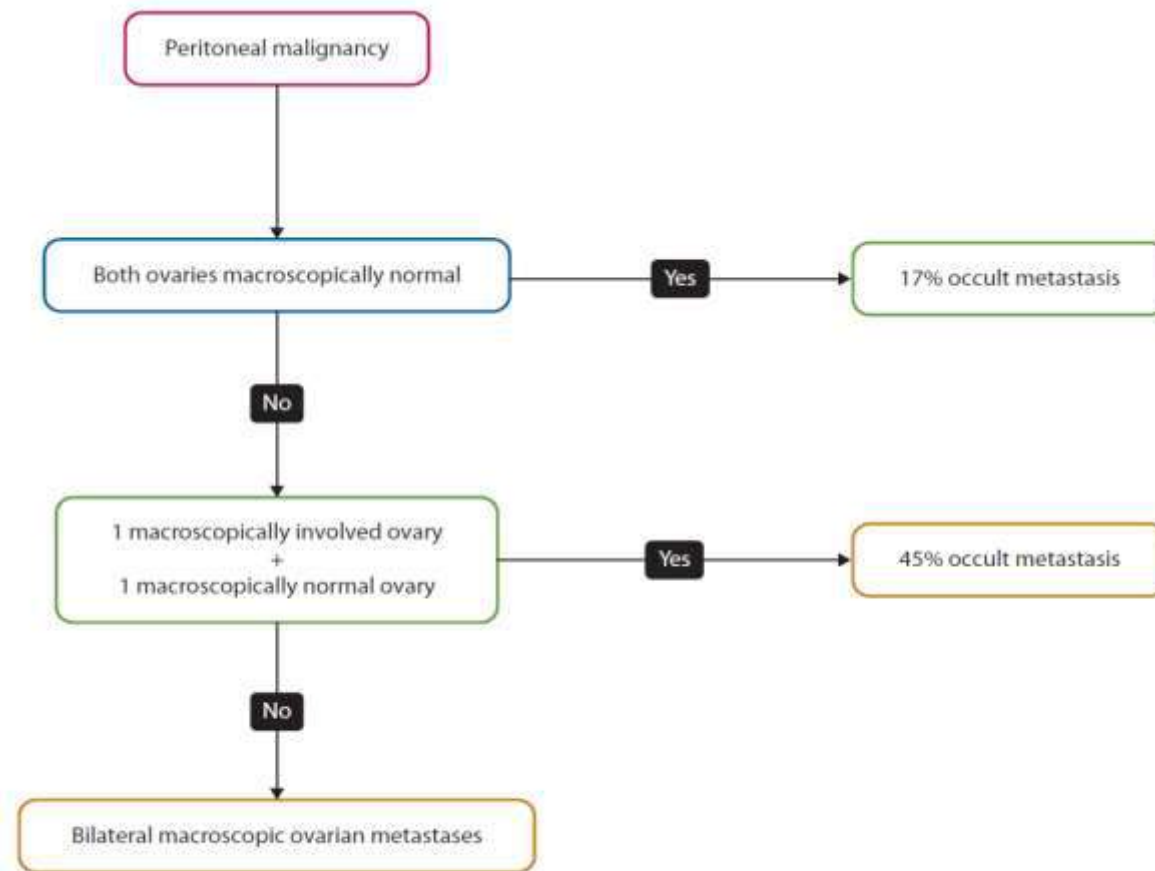 Peritoneal malignancy
Both ovaries macroscopically normal
Yes
17% occult metastasis
No
1 macroscopically involved ovary
+
1 macroscopically normal ovary
Yes
45% occult metastasis
No
Bilateral macroscopic ovarian metastases